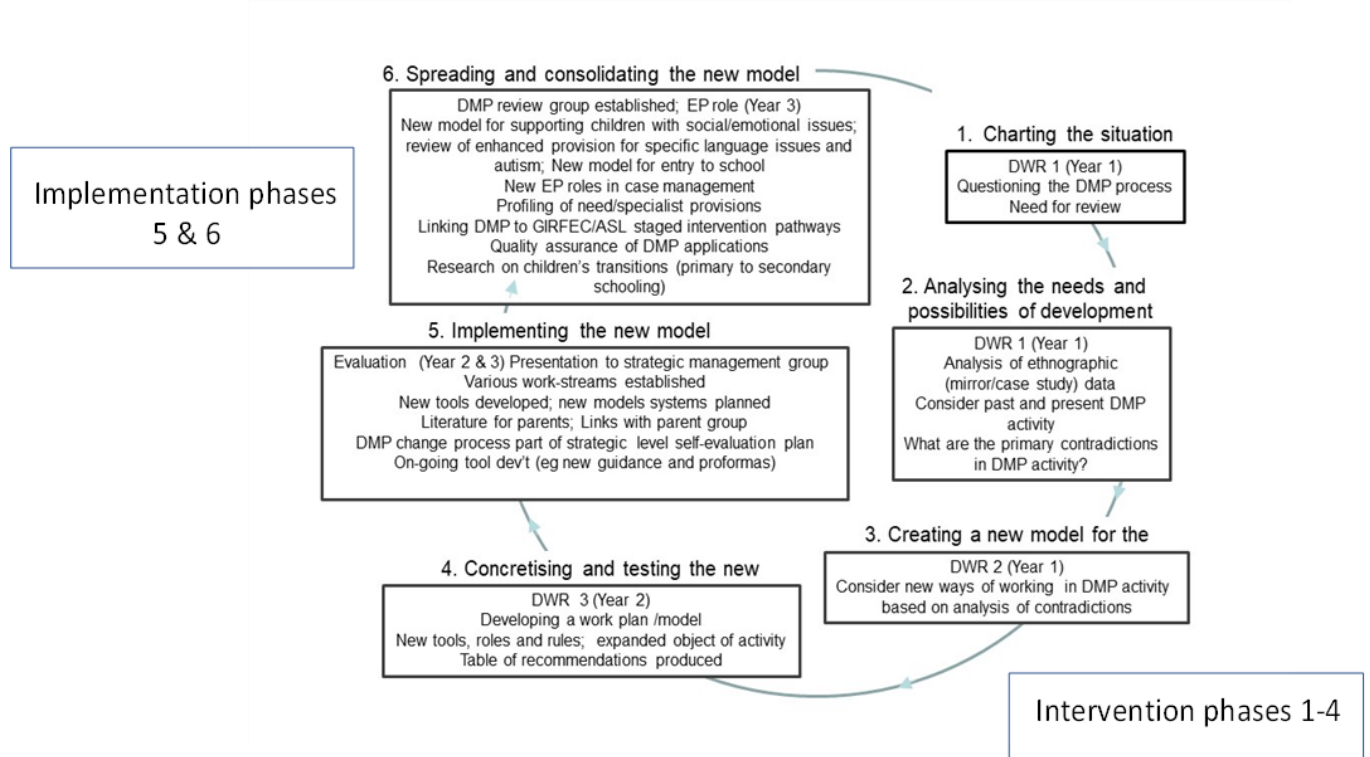 6. Spreading and consolidating the new model
DMP review group established; EP role (Year 3)
New model for supporting children with social/emotional issues;
review of enhanced provision for specific language issues and
autism; New model for entry to school
New EP roles in case management
Profiling of need/specialist provisions
Linking DMP to GIRFEC/ASL staged intervention pathways
Quality assurance of DMP applications
Research on children's transitions (primary to secondary
schooling)
1. Charting the situation
DWR 1 (Year 1)
Questioning the DMP process
Need for review
Implementation phases
5 & 6
2. Analysing the needs and
possibilities of development
DWR 1 (Year 1)
Analysis of ethnographic
(mirror/case study) data
Consider past and present DMP
activity
What are the primary contradictions
in DMP activity?
5. Implementing the new model
Evaluation (Year 2 & 3) Presentation to strategic management group
Various work-streams established
New tools developed; new models systems planned
Literature for parents; Links with parent group
DMP change process part of strategic level self-evaluation plan
On-going tool dev't (eg new guidance and proformas)
3. Creating a new model for the
DWR 2 (Year 1)
Consider new ways of working in DMP activity
based on analysis of contradictions
4. Concretising and testing the new
DWR 3 (Year 2)
Developing a work plan /model
New tools, roles and rules; expanded object of activity
Table of recommendations produced
Intervention phases 1-4